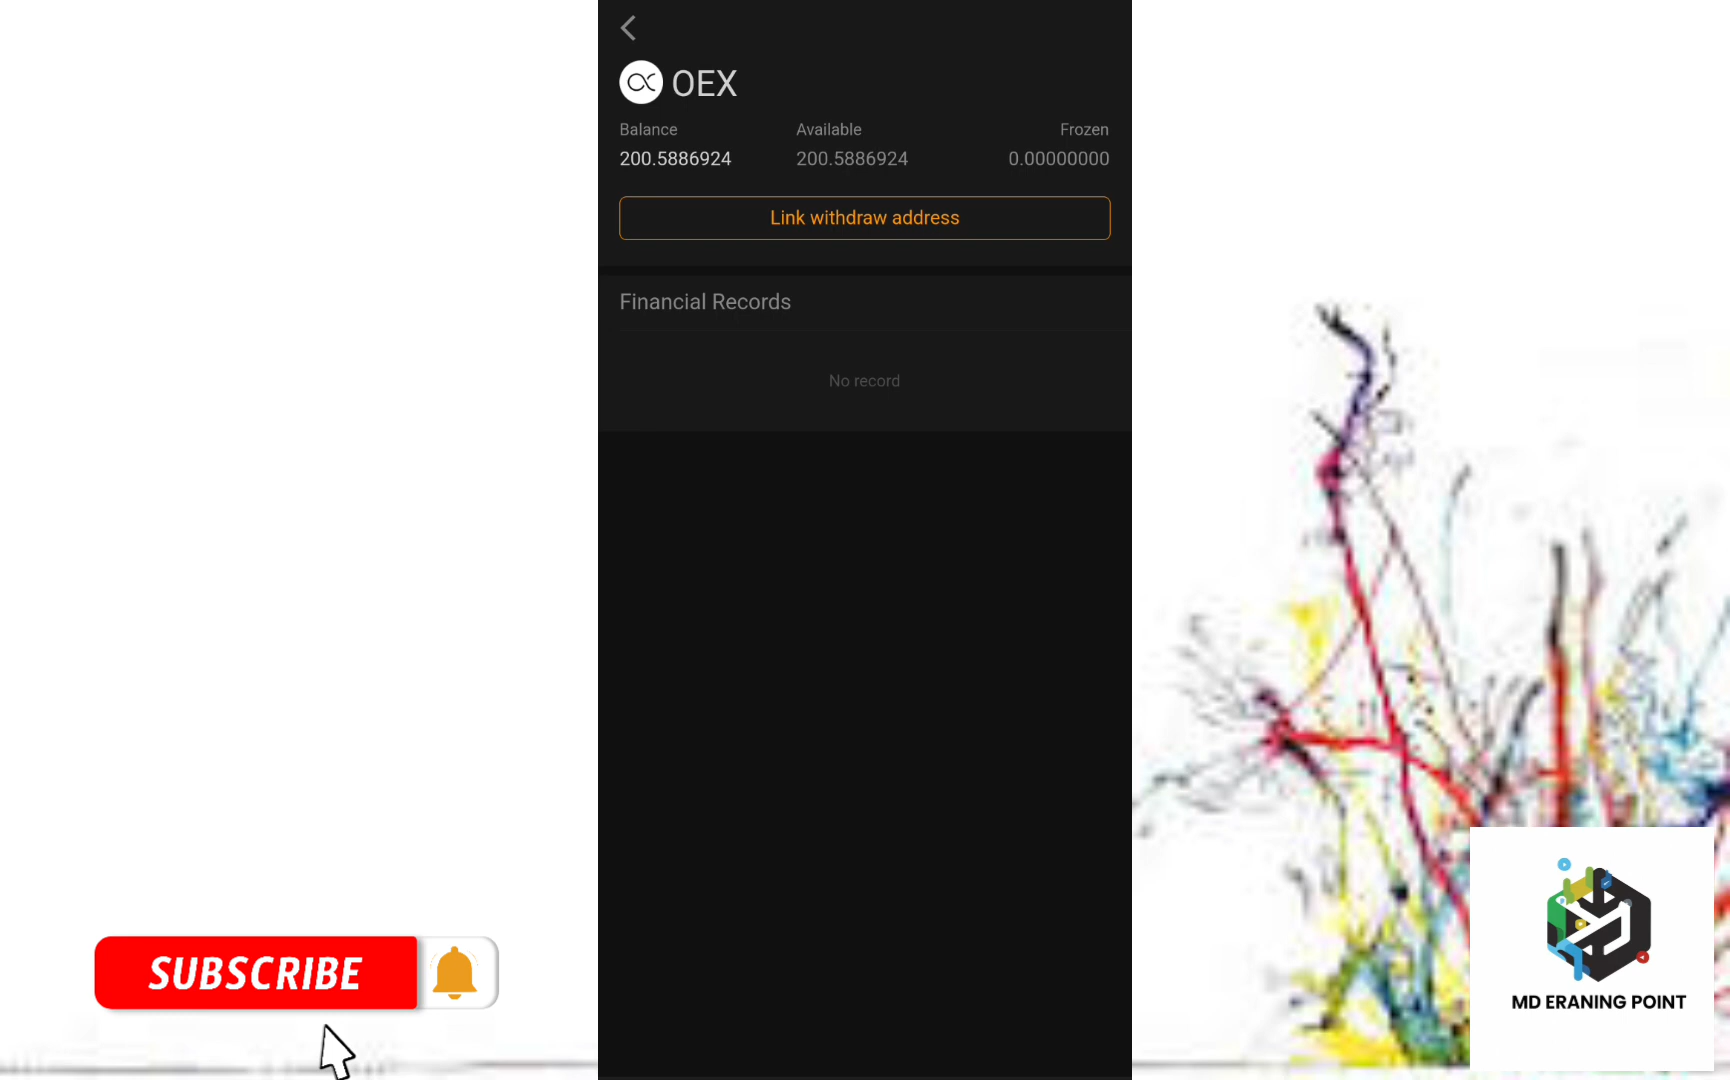 OEX
Balance Available Frozen
200.5886924 200.5886924 0.00000000
Link withdraw address
Financial Records
No record
SUBSCRIBE
MD ERANING POINT